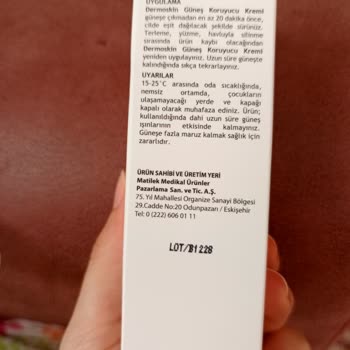 UYGULAMA
Dermoskin Güneş Koruyucu Kremi
güneşe çıkmadan en az 20 dakika önce,
cilde eşit dağılacak şekilde sürünüz.
Terleme, yüzme, havluyla silinme
sırasında ürün kaybı olacağından
Dermoskin Güneş Koruyucu Kremi
yeniden uygulayınız. Uzun süre güneşte
kalındığında sıkça tekrarlayınız.
UYARILAR
15-25°C arasında oda sıcaklığında,
nemsiz ortamda, çocukların
ulaşamayacağı yerde ve kapağı
kapalı olarak muhafaza ediniz. Ürün;
kullanıldığında dahi uzun süre güneş
ışınlarının etkisinde kalmayınız.
Güneşe fazla maruz kalmak sağlık için
zararlıdır.
ÜRÜN SAHİBİ VE ÜRETİM YERİ
Matilek Medikal Ürünler
Pazarlama San. ve Tic. A.Ş.
75. Yıl Mahallesi Organize Sanayi Bölgesi
29.Cadde No:20 Odunpazarı / Eskişehir
Tel: 0 (222) 606 01 11
LOT/B1228